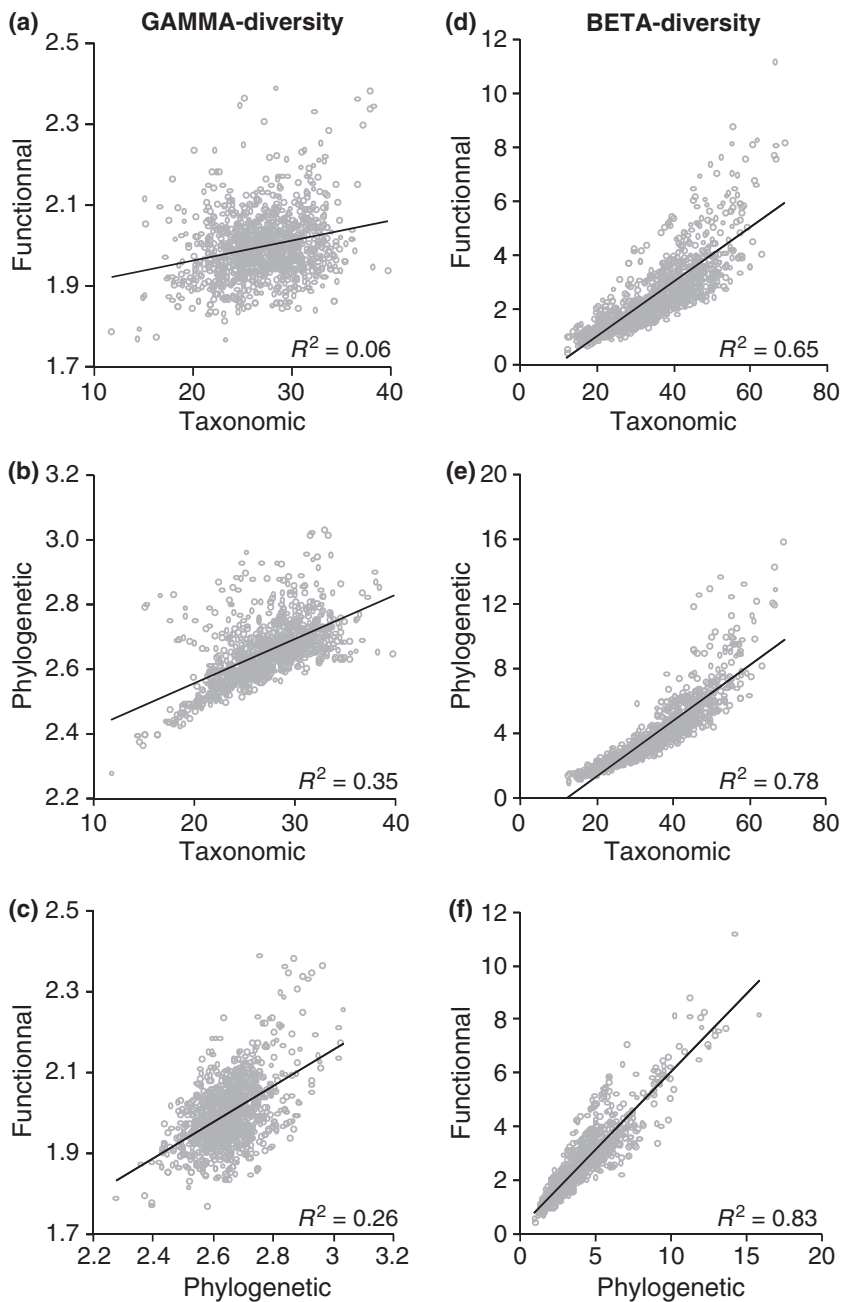 (a) GAMMA-diversity
2.5
2.3
2.1
1.9
1.7
Functionnal
R² = 0.06
10 20 30 40
Taxonomic
(d) BETA-diversity
12
10
8
6
4
2
0
Functionnal
R² = 0.65
0 20 40 60 80
Taxonomic
(b)
3.2
3.0
2.8
2.6
2.4
2.2
Phylogenetic
R² = 0.35
10 20 30 40
Taxonomic
(e)
20
16
12
8
4
0
Phylogenetic
R² = 0.78
0 20 40 60 80
Taxonomic
(c)
2.5
2.3
2.1
1.9
1.7
Functionnal
R² = 0.26
2.2 2.4 2.6 2.8 3 3.2
Phylogenetic
(f)
12
10
8
6
4
2
0
Functionnal
R² = 0.83
0 5 10 15 20
Phylogenetic